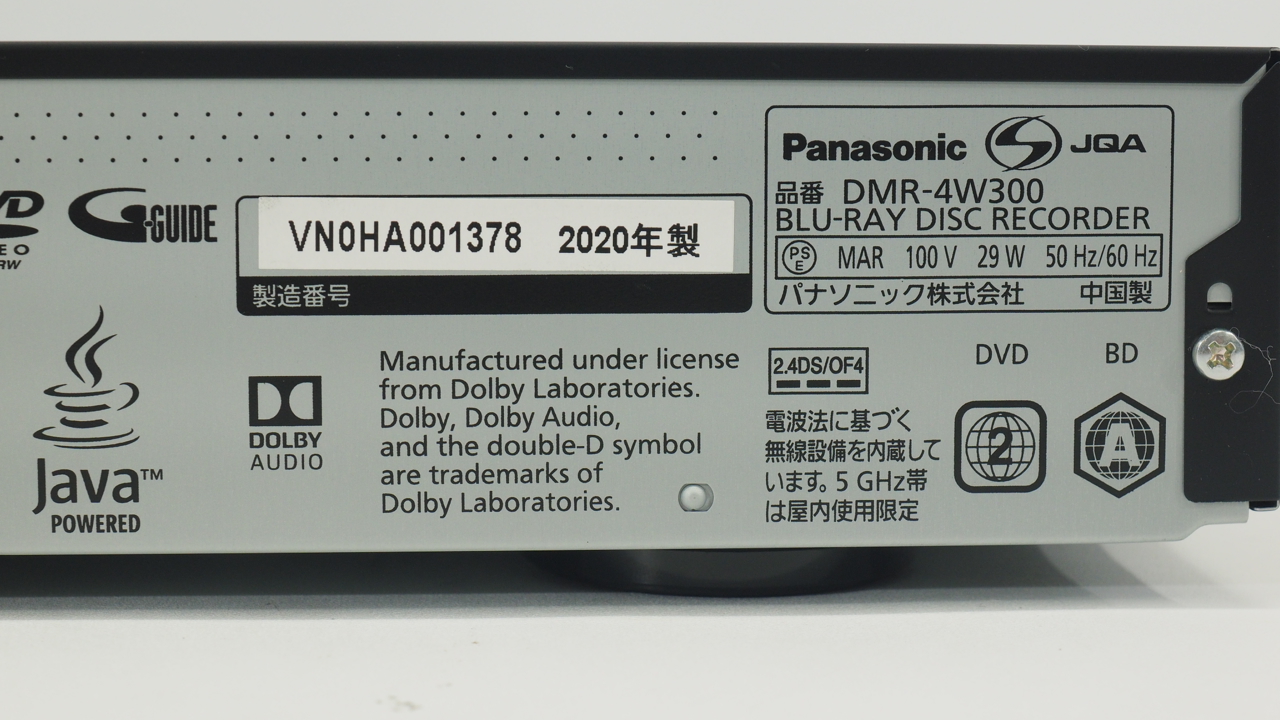 G-GUIDE
VN0HA001378 2020年製
製造番号
Panasonic JQA
品番 DMR-4W300
BLU-RAY DISC RECORDER
PSE MAR 100 V 29 W 50 Hz/60 Hz
パナソニック株式会社 中国製
Java™
POWERED
DOLBY
AUDIO
Manufactured under license
from Dolby Laboratories.
Dolby, Dolby Audio,
and the double-D symbol
are trademarks of
Dolby Laboratories.
2.4DS/OF4
電波法に基づく
無線設備を内蔵して
います。5 GHz帯
は屋内使用限定
DVD BD
2 A